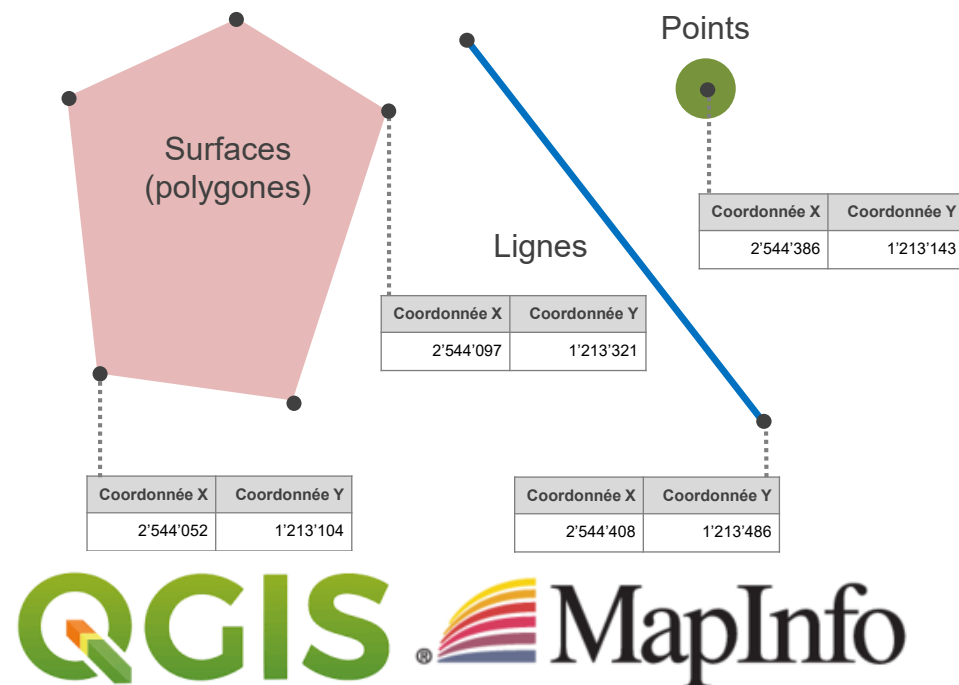 Points
Surfaces
(polygones)
Coordonnée X Coordonnée Y
2’544’386 1’213’143
Lignes
Coordonnée X Coordonnée Y
2’544’097 1’213’321
Coordonnée X Coordonnée Y
2’544’052 1’213’104
Coordonnée X Coordonnée Y
2’544’408 1’213’486
QGIS ® MapInfo